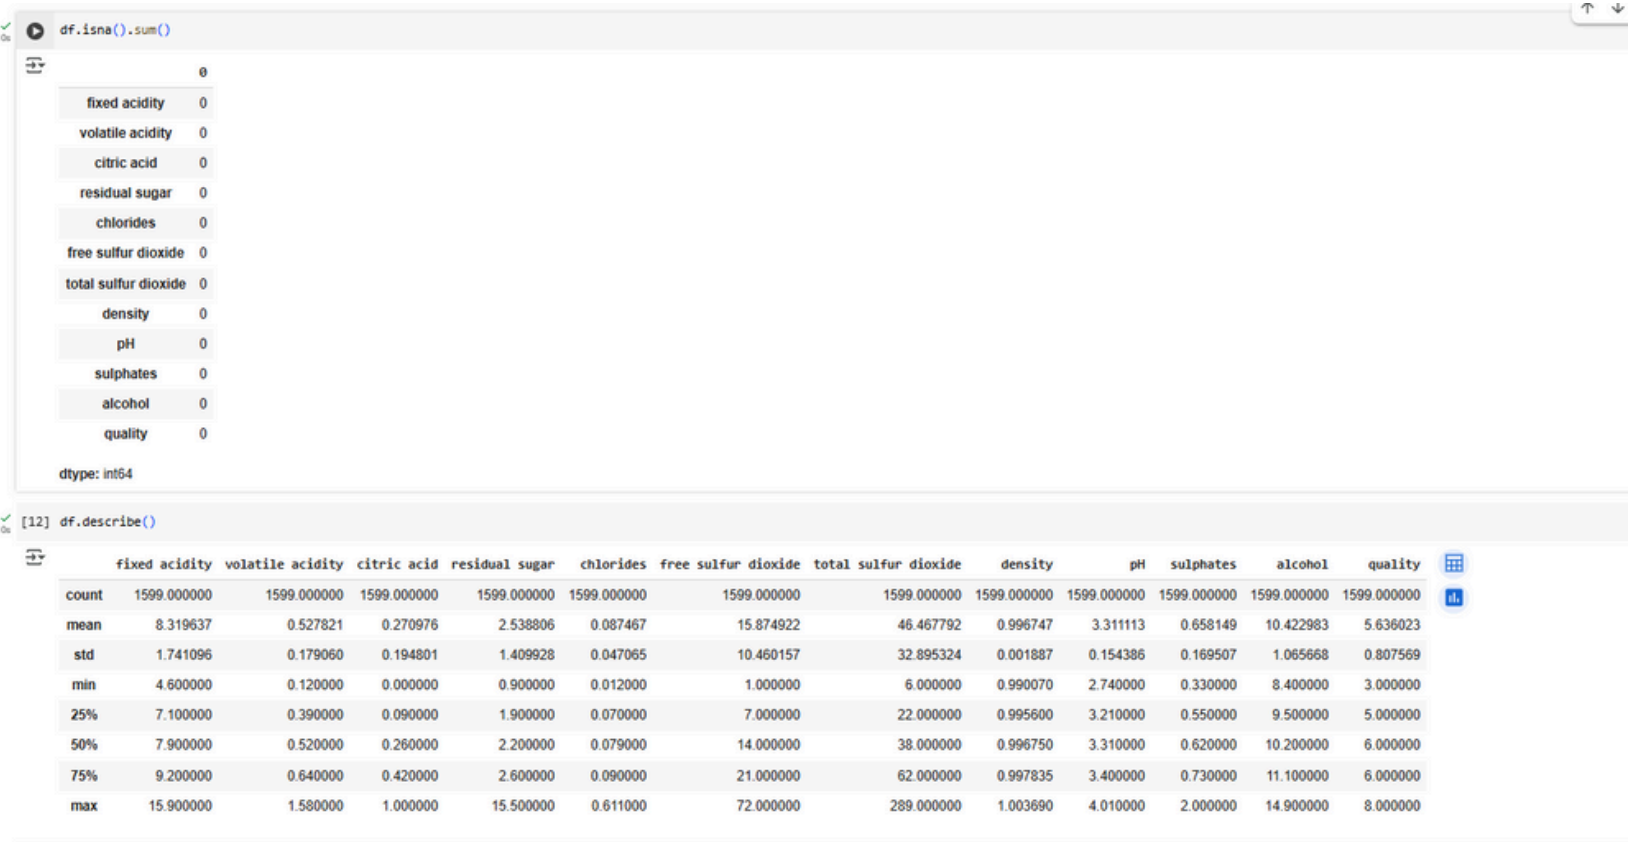 df.isna().sum()
0
fixed acidity 0
volatile acidity 0
citric acid 0
residual sugar 0
chlorides 0
free sulfur dioxide 0
total sulfur dioxide 0
density 0
pH 0
sulphates 0
alcohol 0
quality 0
dtype: int64
[12] df.describe()
fixed acidity volatile acidity citric acid residual sugar chlorides free sulfur dioxide total sulfur dioxide density pH sulphates alcohol quality
count 1599.000000 1599.000000 1599.000000 1599.000000 1599.000000 1599.000000 1599.000000 1599.000000 1599.000000 1599.000000 1599.000000 1599.000000
mean 8.319637 0.527821 0.270976 2.538806 0.087467 15.874922 46.467792 0.996747 3.311113 0.658149 10.422983 5.636023
std 1.741096 0.179060 0.194801 1.409928 0.047065 10.460157 32.895324 0.001887 0.154386 0.169507 1.065668 0.807569
min 4.600000 0.120000 0.000000 0.900000 0.012000 1.000000 6.000000 0.990070 2.740000 0.330000 8.400000 3.000000
25% 7.100000 0.390000 0.090000 1.900000 0.070000 7.000000 22.000000 0.995600 3.210000 0.550000 9.500000 5.000000
50% 7.900000 0.520000 0.260000 2.200000 0.079000 14.000000 38.000000 0.996750 3.310000 0.620000 10.200000 6.000000
75% 9.200000 0.640000 0.420000 2.600000 0.090000 21.000000 62.000000 0.997835 3.400000 0.730000 11.100000 6.000000
max 15.900000 1.580000 1.000000 15.500000 0.611000 72.000000 289.000000 1.003690 4.010000 2.000000 14.900000 8.000000